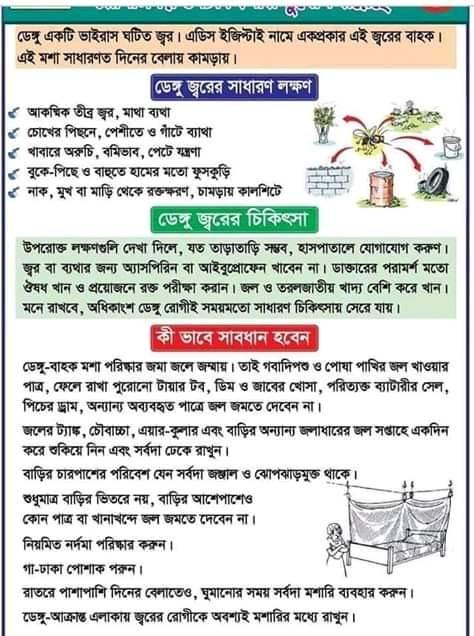 ডেঙ্গু একটি ভাইরাস ঘটিত জ্বর। এডিস ইজিপ্টাই নামে একপ্রকার এই জ্বরের বাহক।
এই মশা সাধারণত দিনের বেলায় কামড়ায়।
ডেঙ্গু জ্বরের সাধারণ লক্ষণ
আকষ্মিক তীব্র জ্বর, মাথা ব্যথা
চোখের পিছনে, পেশীতে ও গাঁটে ব্যাথা
খাবারে অরুচি, বমিভাব, পেটে যন্ত্রণা
বুকে-পিছে ও বাহুতে হামের মতো ফুসকুড়ি
নাক, মুখ বা মাড়ি থেকে রক্তক্ষরণ, চামড়ায় কালশিটে
ডেঙ্গু জ্বরের চিকিৎসা
উপরোক্ত লক্ষণগুলি দেখা দিলে, যত তাড়াতাড়ি সম্ভব, হাসপাতালে যোগাযোগ করুণ।
জ্বর বা ব্যথার জন্য অ্যাসপিরিন বা আইবুপ্রোফেন খাবেন না। ডাক্তারের পরামর্শ মতো
ঔষধ খান ও প্রয়োজনে রক্ত পরীক্ষা করান। জল ও তরলজাতীয় খাদ্য বেশি করে খান।
মনে রাখবে, অধিকাংশ ডেঙ্গু রোগীই সময়মতো সাধারণ চিকিৎসায় সেরে যায়।
কী ভাবে সাবধান হবেন
ডেঙ্গু-বাহক মশা পরিষ্কার জমা জলে জন্মায়। তাই গবাদিপশু ও পোষা পাখির জল খাওয়ার
পাত্র, ফেলে রাখা পুরোনো টায়ার টব, ডিম ও জাবের খোসা, পরিত্যক্ত ব্যাটারীর সেল,
পিচের ড্রাম, অন্যান্য অব্যবহৃত পাত্রে জল জমতে দেবেন না।
জলের ট্যাঙ্ক, চৌবাচ্চা, এয়ার-কুলার এবং বাড়ির অন্যান্য জলাধারের জল সপ্তাহে একদিন
করে শুকিয়ে নিন এবং সর্বদা ঢেকে রাখুন।
বাড়ির চারপাশের পরিবেশ যেন সর্বদা জঞ্জাল ও ঝোপঝাড়মুক্ত থাকে।
শুধুমাত্র বাড়ির ভিতরে নয়, বাড়ির আশেপাশেও
কোন পাত্র বা খানাখন্দে জল জমতে দেবেন না।
নিয়মিত নর্দমা পরিষ্কার করুন।
গা-ঢাকা পোশাক পরুন।
রাতরে পাশাপাশি দিনের বেলাতেও, ঘুমানোর সময় সর্বদা মশারি ব্যবহার করুন।
ডেঙ্গু-আক্রান্ত এলাকায় জ্বরের রোগীকে অবশ্যই মশারির মধ্যে রাখুন।